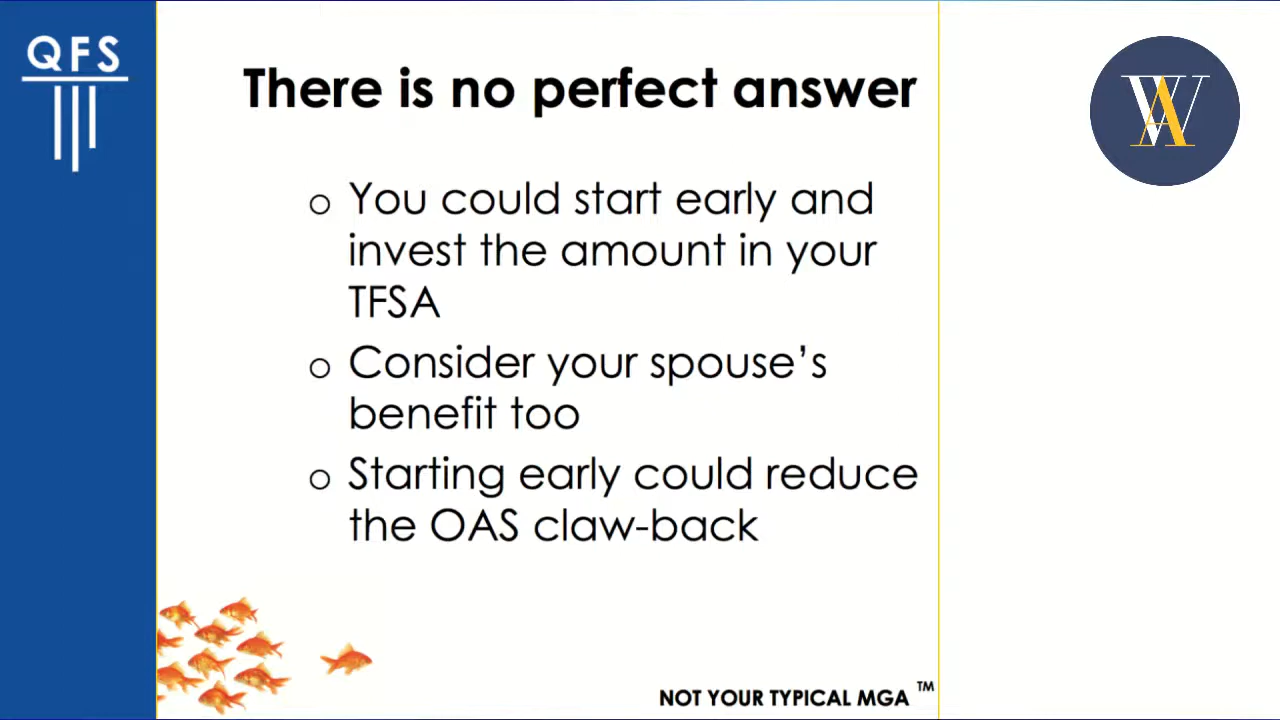 QFS
There is no perfect answer
o You could start early and
invest the amount in your
TFSA
o Consider your spouse’s
benefit too
o Starting early could reduce
the OAS claw-back
NOT YOUR TYPICAL MGA ™
WA